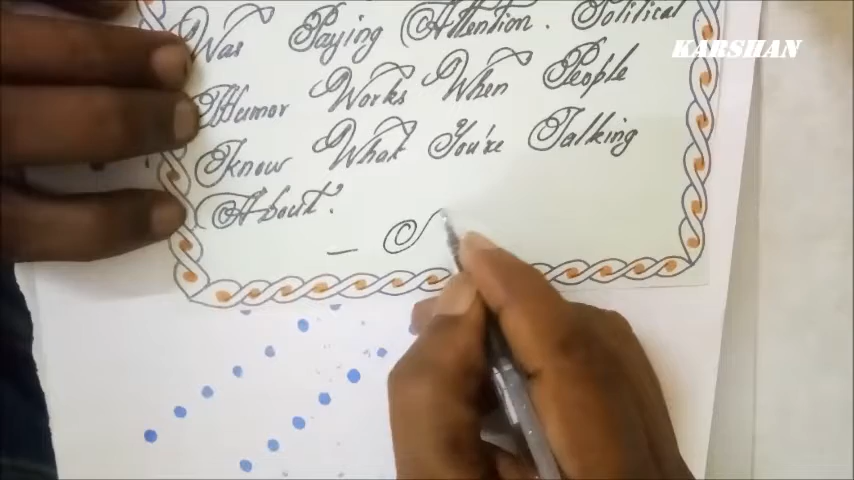 Was Paying Attention. Political
Humor Works When People
Know What You're Talking
About.
—
KARSHAN